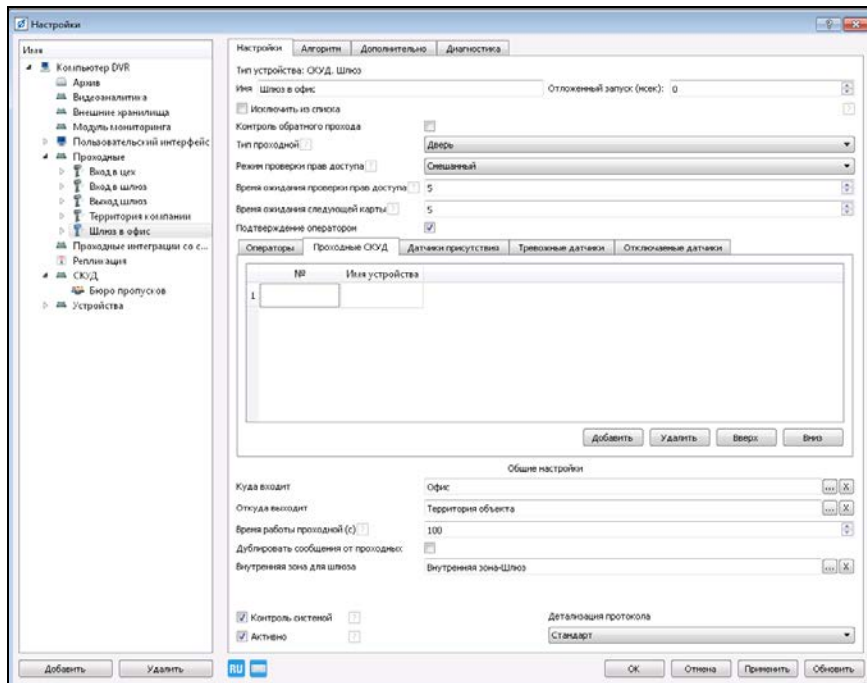 Настройки
Имя
Компьютер DVR
Архив
Видеоаналитика
Внешние хранилища
Модуль мониторинга
Пользовательский интерфейс
Проходные
Вход в цех
Вход в шлюз
Выход шлюз
Территория компании
Шлюз в офис
Проходные интеграции со с...
Репликация
СКУД
Бюро пропусков
Устройства
Добавить Удалить
Настройки Алгоритм Дополнительно Диагностика
Тип устройства: СКУД. Шлюз
Имя Шлюз в офис Отложенный запуск (мсек): 0
Исключить из списка ?
Контроль обратного прохода
Тип проходной ? Дверь
Режим проверки прав доступа ? Смешанный
Время ожидания проверки прав доступа ? 5
Время ожидания следующей карты ? 5
Подтверждение оператором
Операторы Проходные СКУД Датчики присутствия Тревожные датчики Отключаемые датчики
№ Имя устройства
1
Добавить Удалить Вверх Вниз
Общие настройки
Куда входит Офис ... X
Откуда выходит Территория объекта ... X
Время работы проходной (с) ? 100
Дублировать сообщения от проходных
Внутренняя зона для шлюза Внутренняя зона-Шлюз ... X
Контроль системой ? Детализация протокола
Активно ? Стандарт
RU OK Отмена Применить Обновить